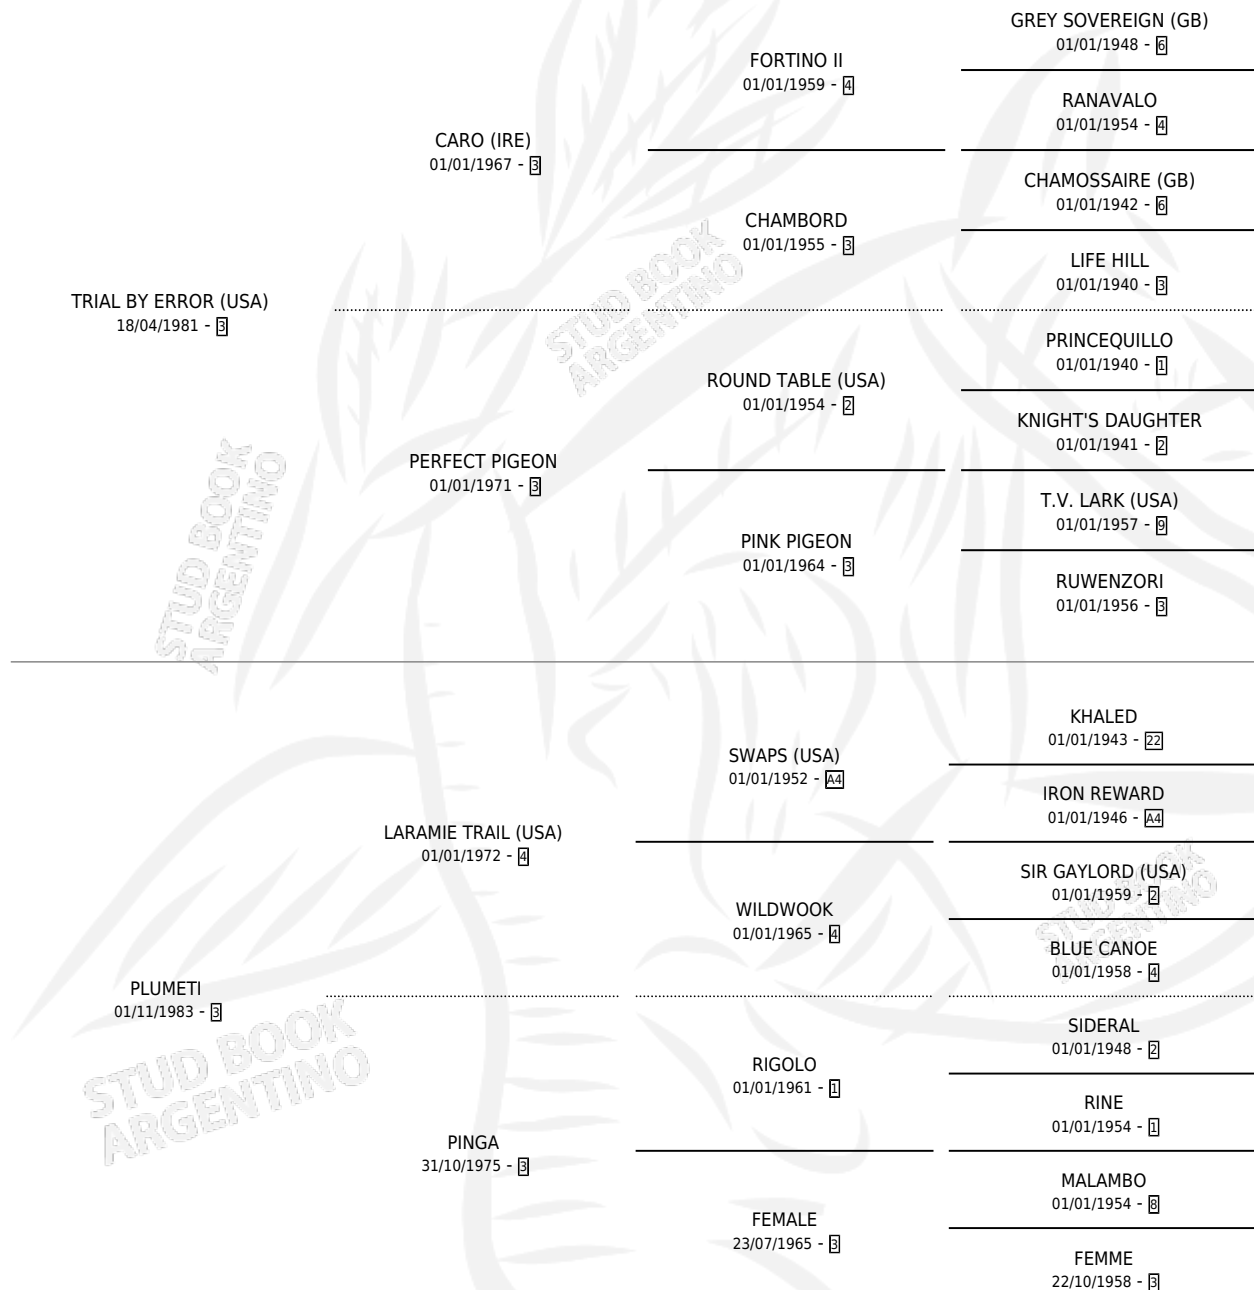 GREY SOVEREIGN (GB)
01/01/1948 - 6
FORTINO II
01/01/1959 - 4
RANAVALO
01/01/1954 - 4
CARO (IRE)
01/01/1967 - 3
CHAMOSSAIRE (GB)
01/01/1942 - 6
CHAMBORD
01/01/1955 - 3
LIFE HILL
01/01/1940 - 3
TRIAL BY ERROR (USA)
18/04/1981 - 3
STUD BOOK
ARGENTINO
PRINCEQUILLO
01/01/1940 - 1
ROUND TABLE (USA)
01/01/1954 - 2
KNIGHT'S DAUGHTER
01/01/1941 - 2
PERFECT PIGEON
01/01/1971 - 3
T.V. LARK (USA)
01/01/1957 - 9
PINK PIGEON
01/01/1964 - 3
RUWENZORI
01/01/1956 - 3
STUD BOOK
ARGENTINO
KHALED
01/01/1943 - 22
SWAPS (USA)
01/01/1952 - A4
IRON REWARD
01/01/1946 - A4
LARAMIE TRAIL (USA)
01/01/1972 - 4
SIR GAYLORD (USA)
01/01/1959 - 2
WILDWOOK
01/01/1965 - 4
BLUE CANOE
01/01/1958 - 4
STUD BOOK
ARGENTINO
PLUMETI
01/11/1983 - 3
STUD BOOK
ARGENTINO
SIDERAL
01/01/1948 - 2
RIGOLO
01/01/1961 - 1
RINE
01/01/1954 - 1
PINGA
31/10/1975 - 3
MALAMBO
01/01/1954 - 8
FEMALE
23/07/1965 - 3
FEMME
22/10/1958 - 3